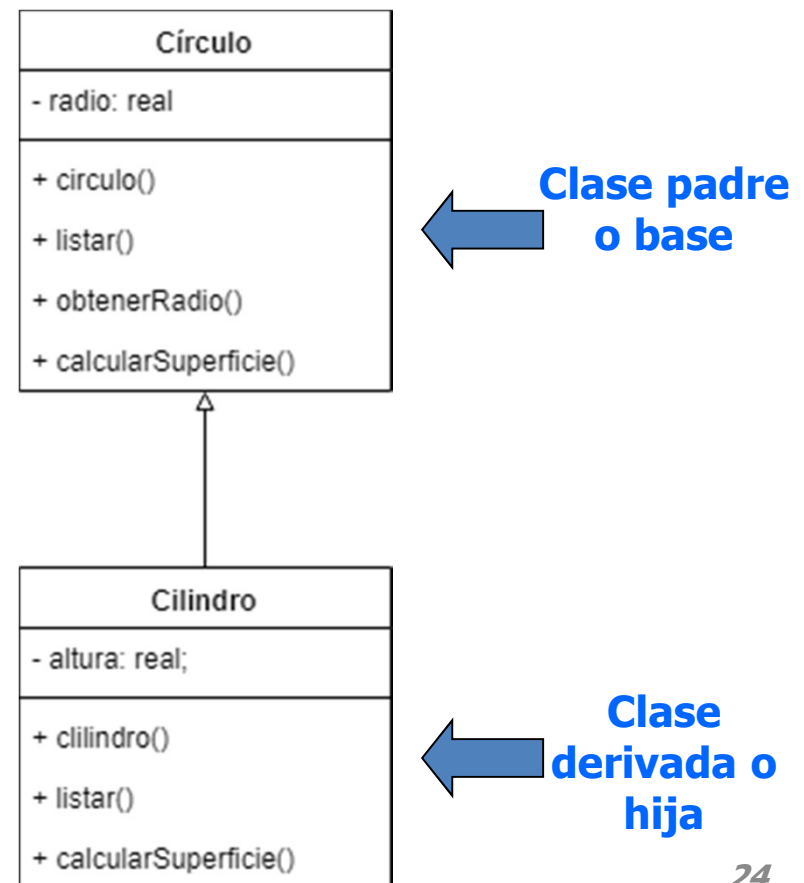 Círculo
- radio: real
+ circulo()
+ listar()
+ obtenerRadio()
+ calcularSuperficie()
Clase padre
o base
Cilindro
- altura: real;
+ clilindro()
+ listar()
+ calcularSuperficie()
Clase
derivada o
hija
24